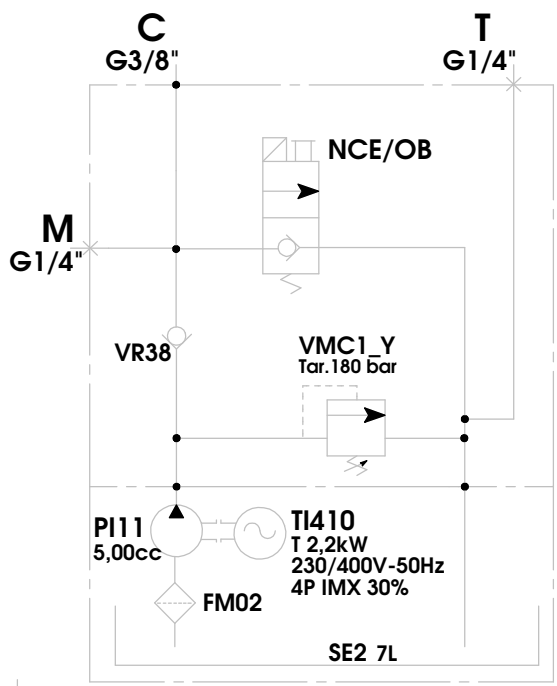 C
G3/8"
T
G1/4"
NCE/OB
M
G1/4"
VR38
VMC1_Y
Tar.180 bar
PI11
5,00cc
TI410
T 2,2kW
230/400V-50Hz
4P IMX 30%
FM02
SE2 7L